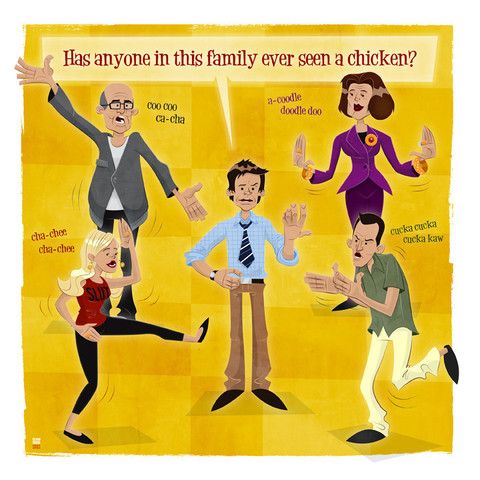 Has anyone in this family ever seen a chicken?
coo coo
ca-cha
a-coodle
doodle doo
cha-chee
cha-chee
cucka cucka
cucka kaw
SLUT